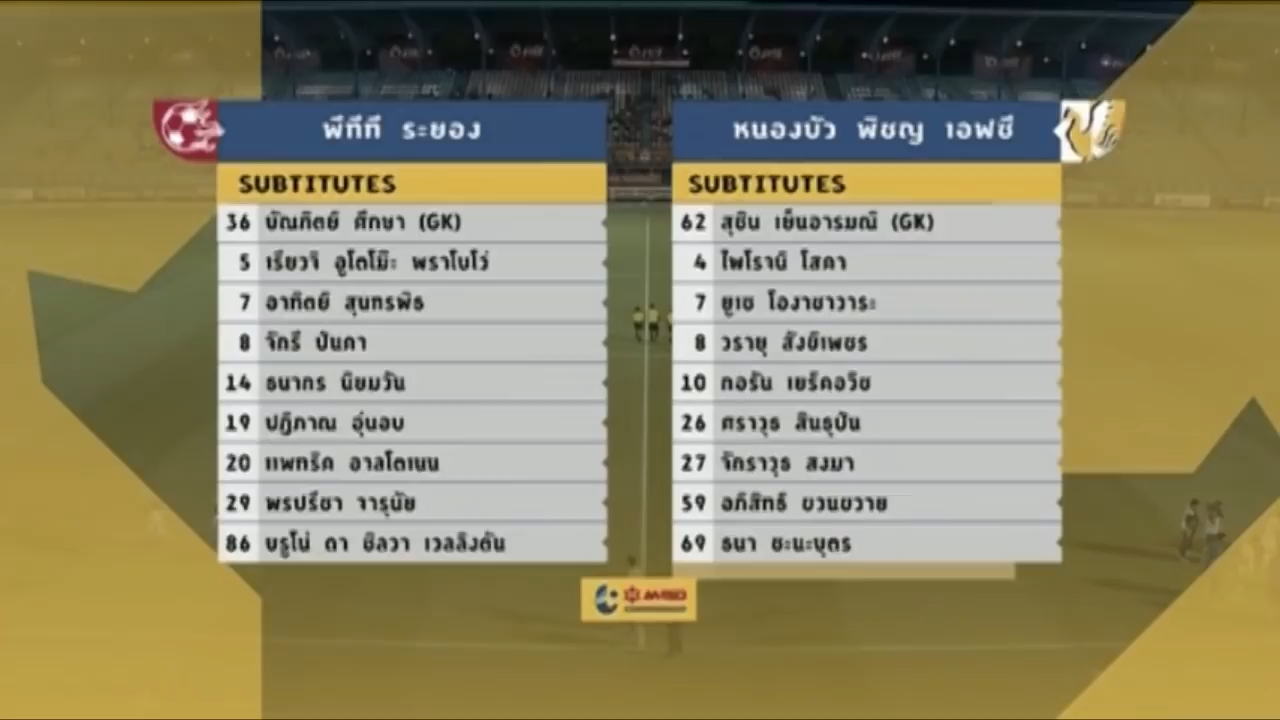 พีทีที ระยอง
SUBTITUTES
36 บัณฑิตย์ ศึกษา (GK)
5 เรียวจิ อูโตโม๊ะ พราโบโว่
7 อาทิตย์ สุนทรพิธ
8 จักรี ปันคา
14 ธนากร นิยมวัน
19 ปฏิภาณ อุ่นอบ
20 แพทริค อาลโตเนน
29 พรปรีชา จารุนัย
86 บรูโน่ ดา ซิลวา เวลลิงตัน
หนองบัว พิชญ เอฟซี
SUBTITUTES
62 สุชิน เย็นอารมณ์ (GK)
4 ไพโรานี โสคา
7 ยูเซ โองาซาวาระ
8 วรายุ สังข์เพชร
10 กอรัน เยร์คอวิช
26 ศราวุธ สินธุปัน
27 จักราวุธ สงมา
59 อภิสิทธิ์ ขวนขวาย
69 ธนา ชะนะบุตร